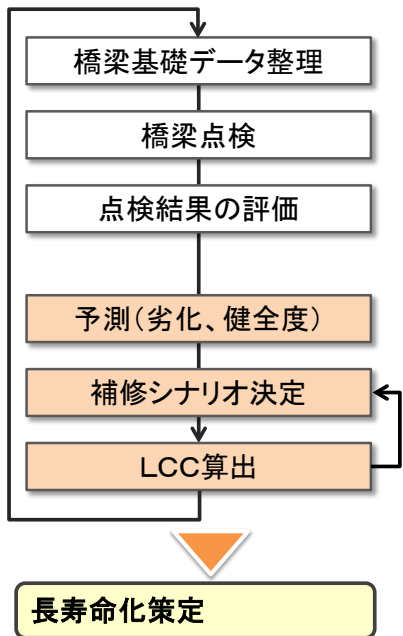 橋梁基礎データ整理
橋梁点検
点検結果の評価
予測(劣化、健全度)
補修シナリオ決定
LCC算出
長寿命化策定